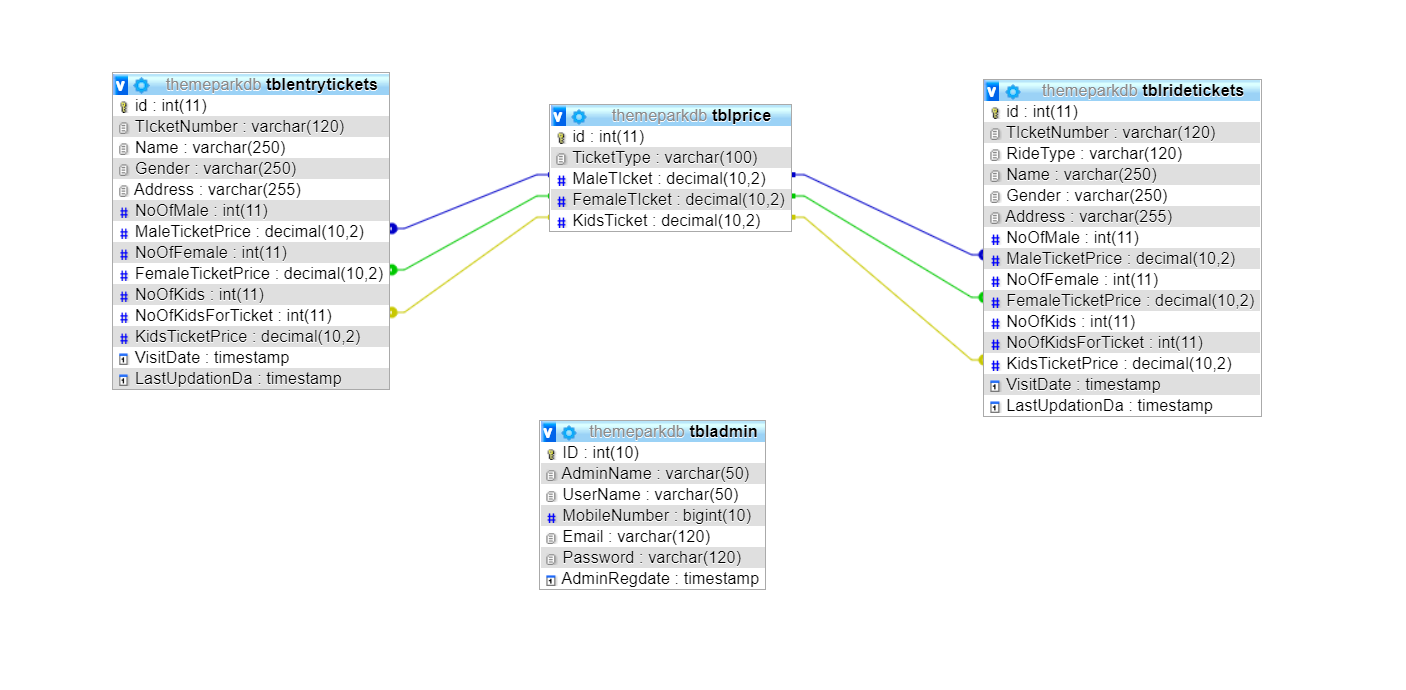 themeparkdb tblentrytickets
id : int(11)
TIcketNumber : varchar(120)
Name : varchar(250)
Gender : varchar(250)
Address : varchar(255)
NoOfMale : int(11)
MaleTicketPrice : decimal(10,2)
NoOfFemale : int(11)
FemaleTicketPrice : decimal(10,2)
NoOfKids : int(11)
NoOfKidsForTicket : int(11)
KidsTicketPrice : decimal(10,2)
VisitDate : timestamp
LastUpdationDa : timestamp
themeparkdb tblprice
id : int(11)
TicketType : varchar(100)
MaleTIcket : decimal(10,2)
FemaleTIcket : decimal(10,2)
KidsTicket : decimal(10,2)
themeparkdb tblridetickets
id : int(11)
TIcketNumber : varchar(120)
RideType : varchar(120)
Name : varchar(250)
Gender : varchar(250)
Address : varchar(255)
NoOfMale : int(11)
MaleTicketPrice : decimal(10,2)
NoOfFemale : int(11)
FemaleTicketPrice : decimal(10,2)
NoOfKids : int(11)
NoOfKidsForTicket : int(11)
KidsTicketPrice : decimal(10,2)
VisitDate : timestamp
LastUpdationDa : timestamp
themeparkdb tbladmin
ID : int(10)
AdminName : varchar(50)
UserName : varchar(50)
MobileNumber : bigint(10)
Email : varchar(120)
Password : varchar(120)
AdminRegdate : timestamp